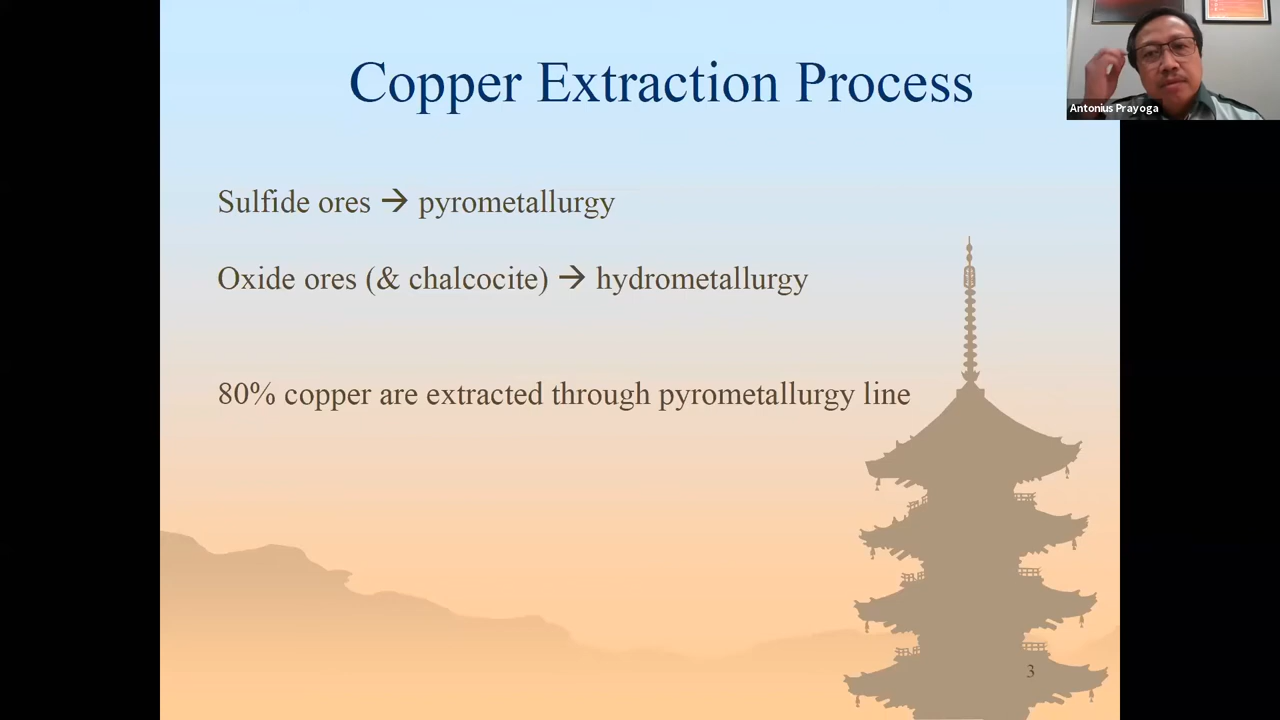 Copper Extraction Process
Antonius Prayoga
Sulfide ores → pyrometallurgy
Oxide ores (& chalcocite) → hydrometallurgy
80% copper are extracted through pyrometallurgy line
3